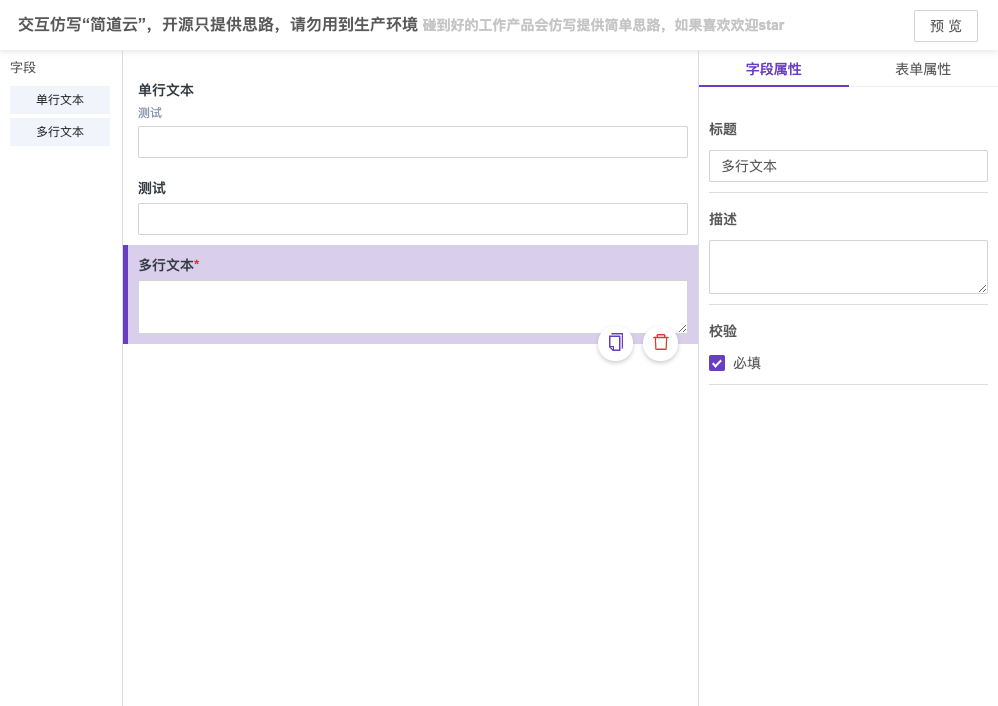 交互仿写“简道云”，开源只提供思路，请勿用到生产环境 碰到好的工作产品会仿写提供简单思路，如果喜欢欢迎star
预 览
字段
单行文本
多行文本
单行文本
测试
测试
多行文本*
字段属性
表单属性
标题
多行文本
描述
校验
必填